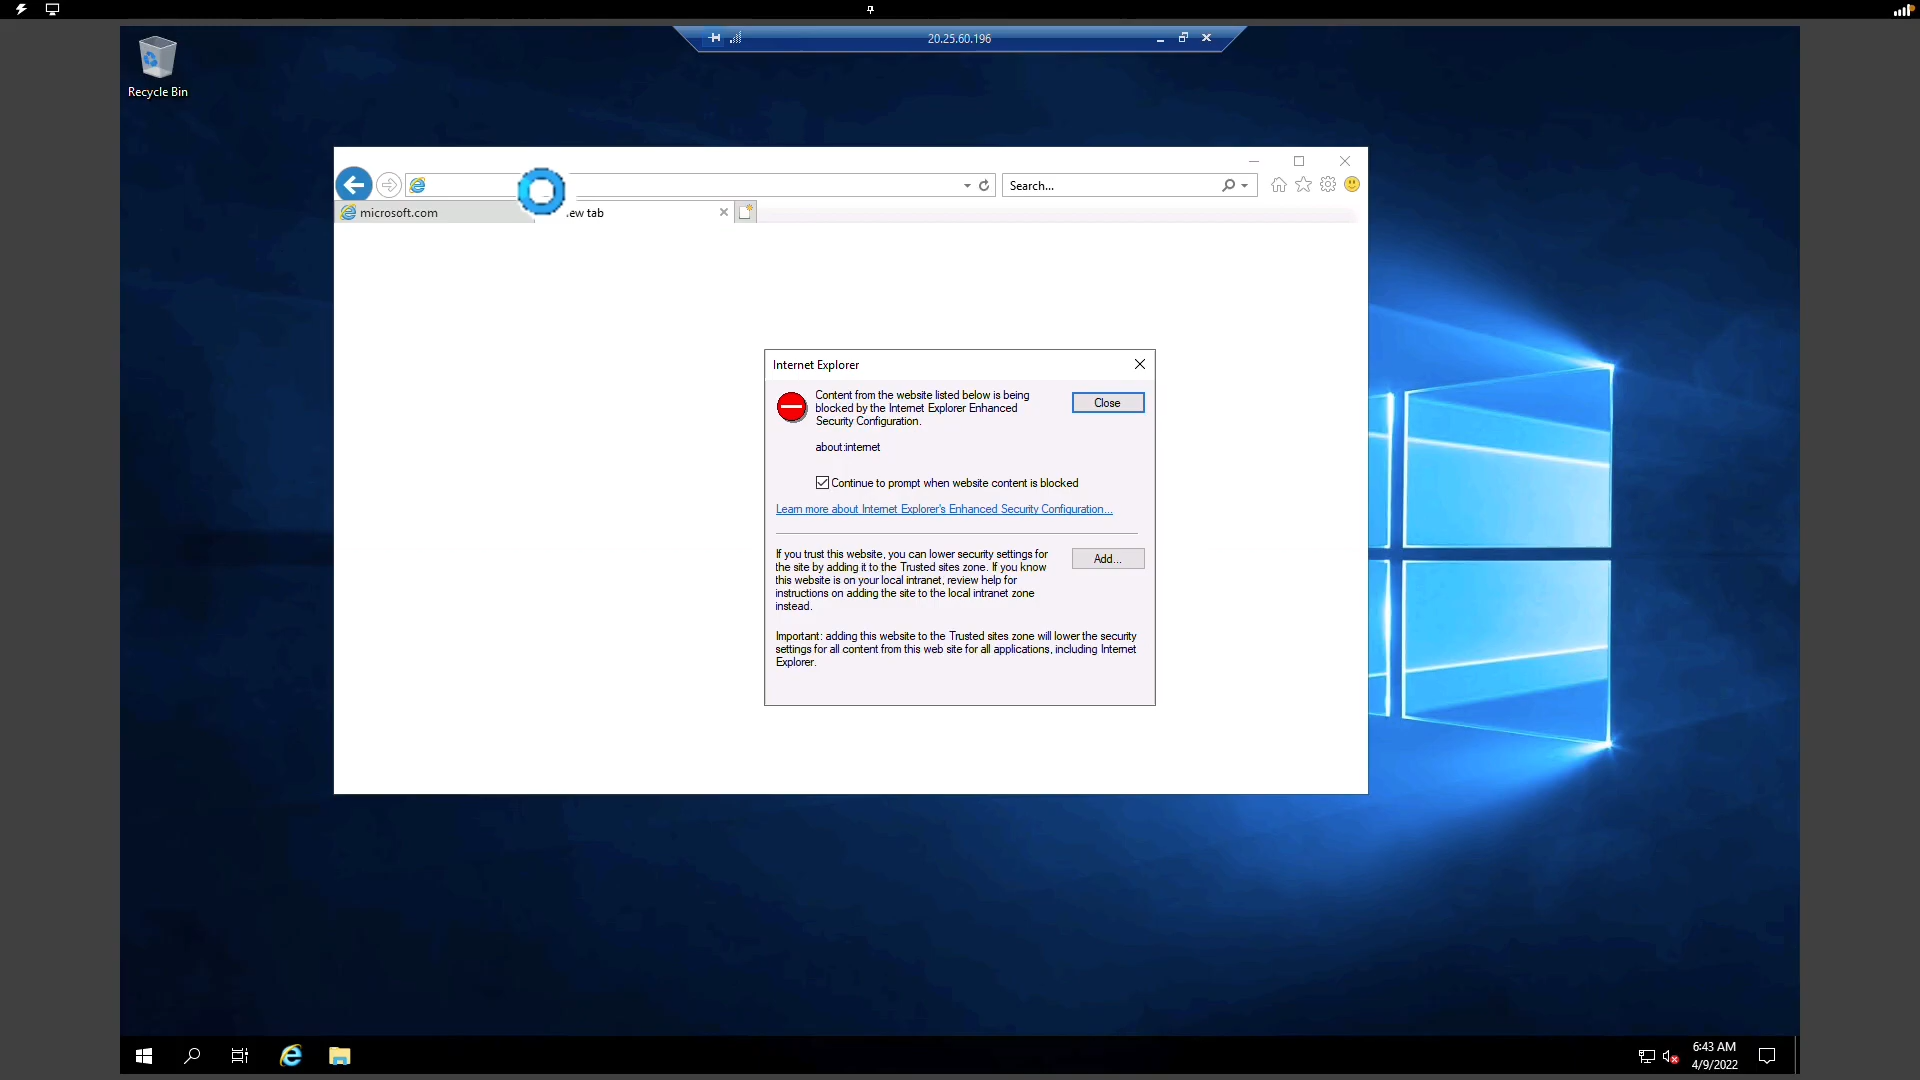 20.25.60.196
Recycle Bin
Search...
microsoft.com
ew tab
Internet Explorer
Content from the website listed below is being
blocked by the Internet Explorer Enhanced
Security Configuration.
Close
about:internet
Continue to prompt when website content is blocked
Learn more about Internet Explorer's Enhanced Security Configuration...
If you trust this website, you can lower security settings for
the site by adding it to the Trusted sites zone. If you know
this website is on your local intranet, review help for
instructions on adding the site to the local intranet zone
instead.
Add...
Important: adding this website to the Trusted sites zone will lower the security
settings for all content from this web site for all applications, including Internet
Explorer.
6:43 AM
4/9/2022